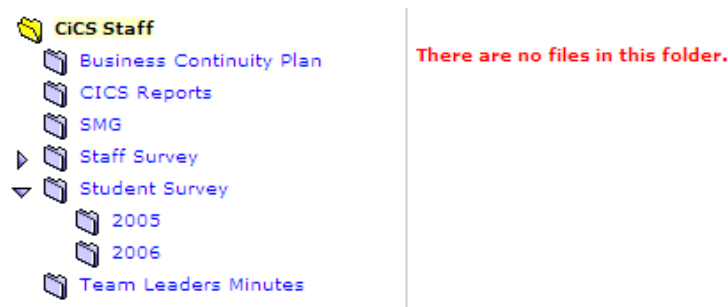 CiCS Staff
Business Continuity Plan
CICS Reports
SMG
Staff Survey
Student Survey
2005
2006
Team Leaders Minutes
There are no files in this folder.